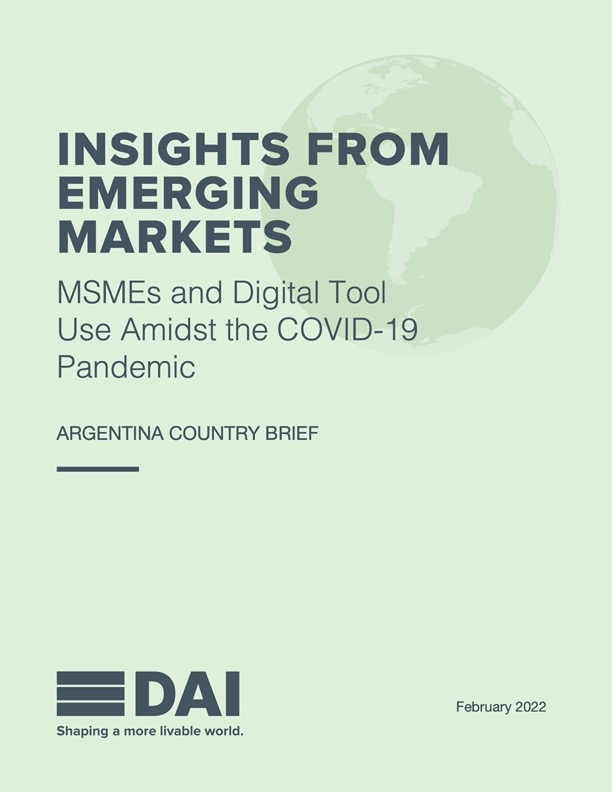 INSIGHTS FROM
EMERGING
MARKETS
MSMEs and Digital Tool
Use Amidst the COVID-19
Pandemic
ARGENTINA COUNTRY BRIEF
DAI
Shaping a more livable world.
February 2022